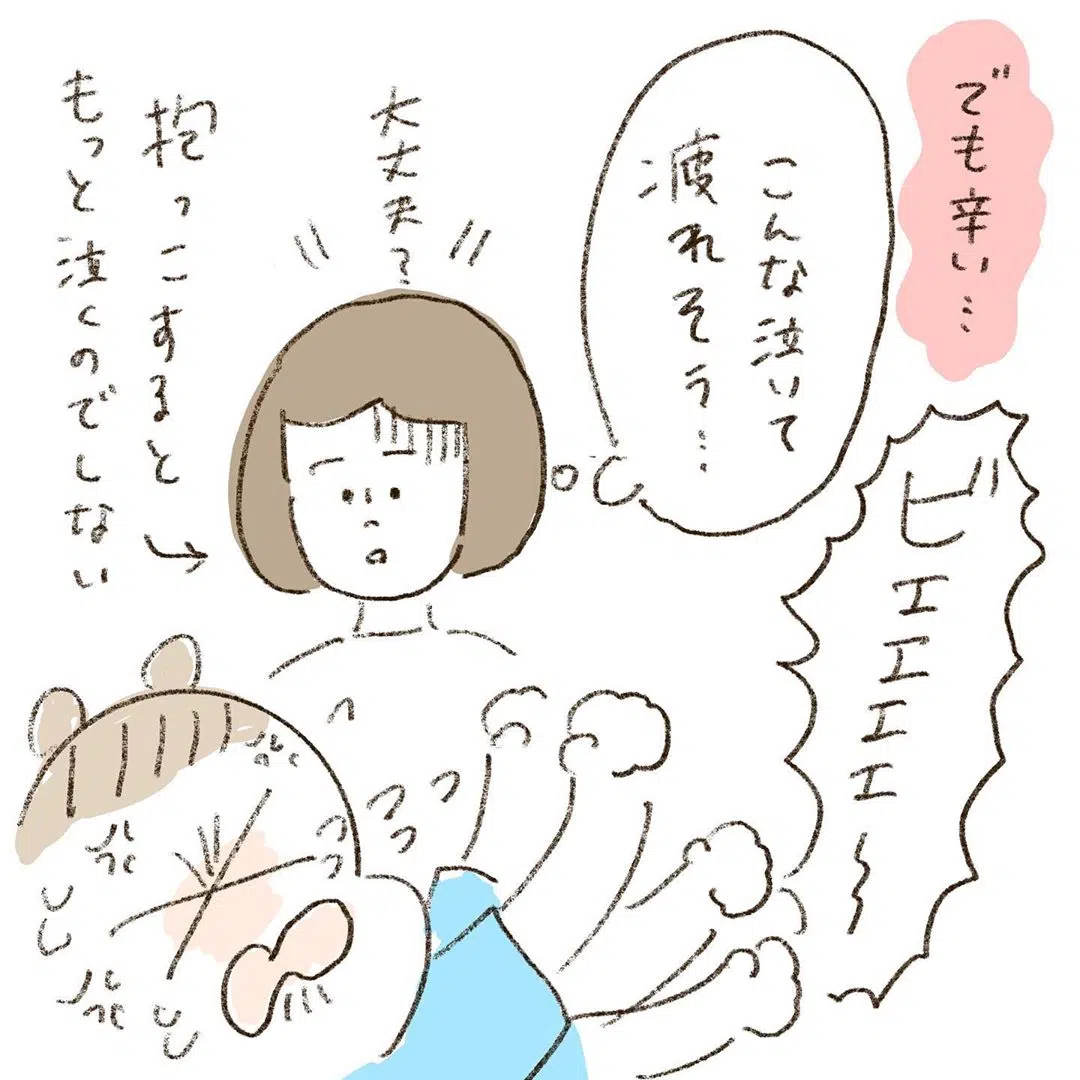 でも辛い…
こんな泣いて
疲れそう…
ビエエエエ～
大丈夫？
抱っこすると
もっと泣くのでしない